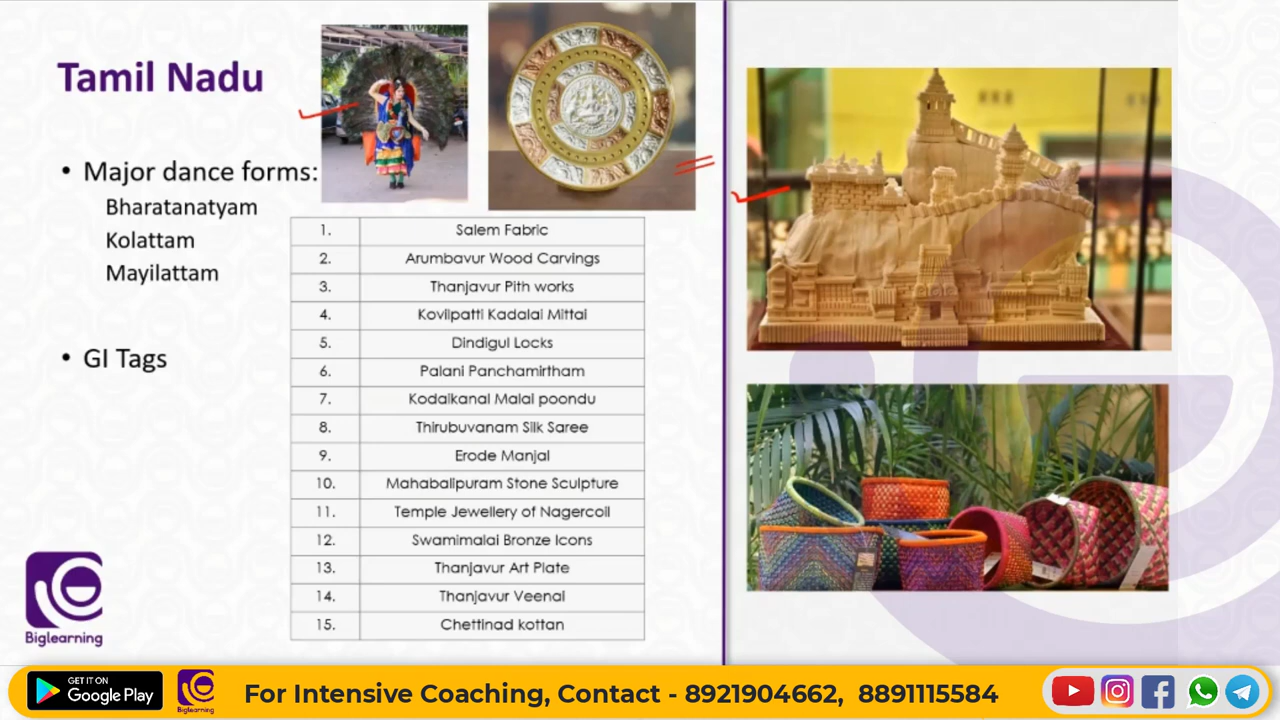 Tamil Nadu
• Major dance forms:
Bharatanatyam
Kolattam
Mayilattam
• GI Tags
1. Salem Fabric
2. Arumbavur Wood Carvings
3. Thanjavur Pith works
4. Kovilpatti Kadalai Mittai
5. Dindigul Locks
6. Palani Panchamirtham
7. Kodaikanal Malai poondu
8. Thirubuvanam Silk Saree
9. Erode Manjal
10. Mahabalipuram Stone Sculpture
11. Temple Jewellery of Nagercoil
12. Swamimalai Bronze Icons
13. Thanjavur Art Plate
14. Thanjavur Veenai
15. Chettinad kottan
Biglearning
GET IT ON
Google Play
Biglearning
For Intensive Coaching, Contact - 8921904662, 8891115584